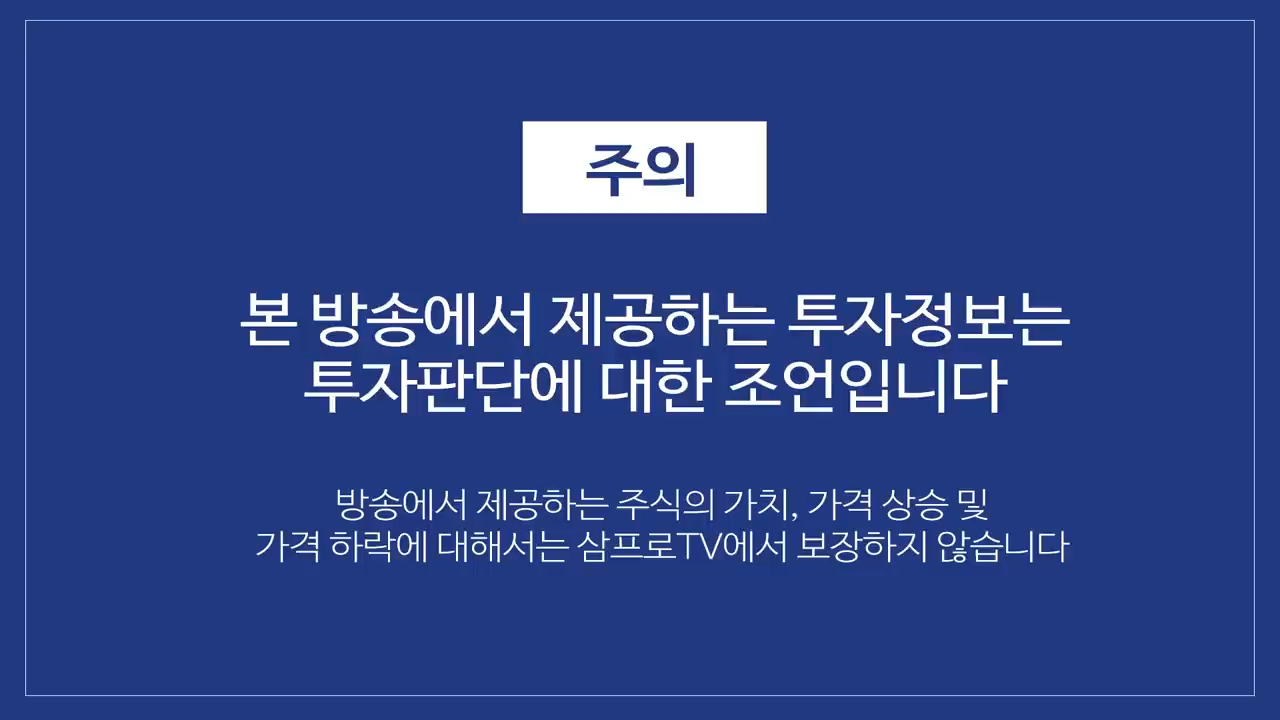 주의
본 방송에서 제공하는 투자정보는
투자판단에 대한 조언입니다
방송에서 제공하는 주식의 가치, 가격 상승 및
가격 하락에 대해서는 삼프로TV에서 보장하지 않습니다